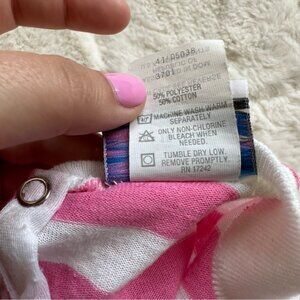 50% POLYESTER
50% COTTON
MACHINE WASH WARM
SEPARATELY
ONLY NON-CHLORINE
BLEACH WHEN
NEEDED.
TUMBLE DRY LOW.
REMOVE PROMPTLY.
RN 17242